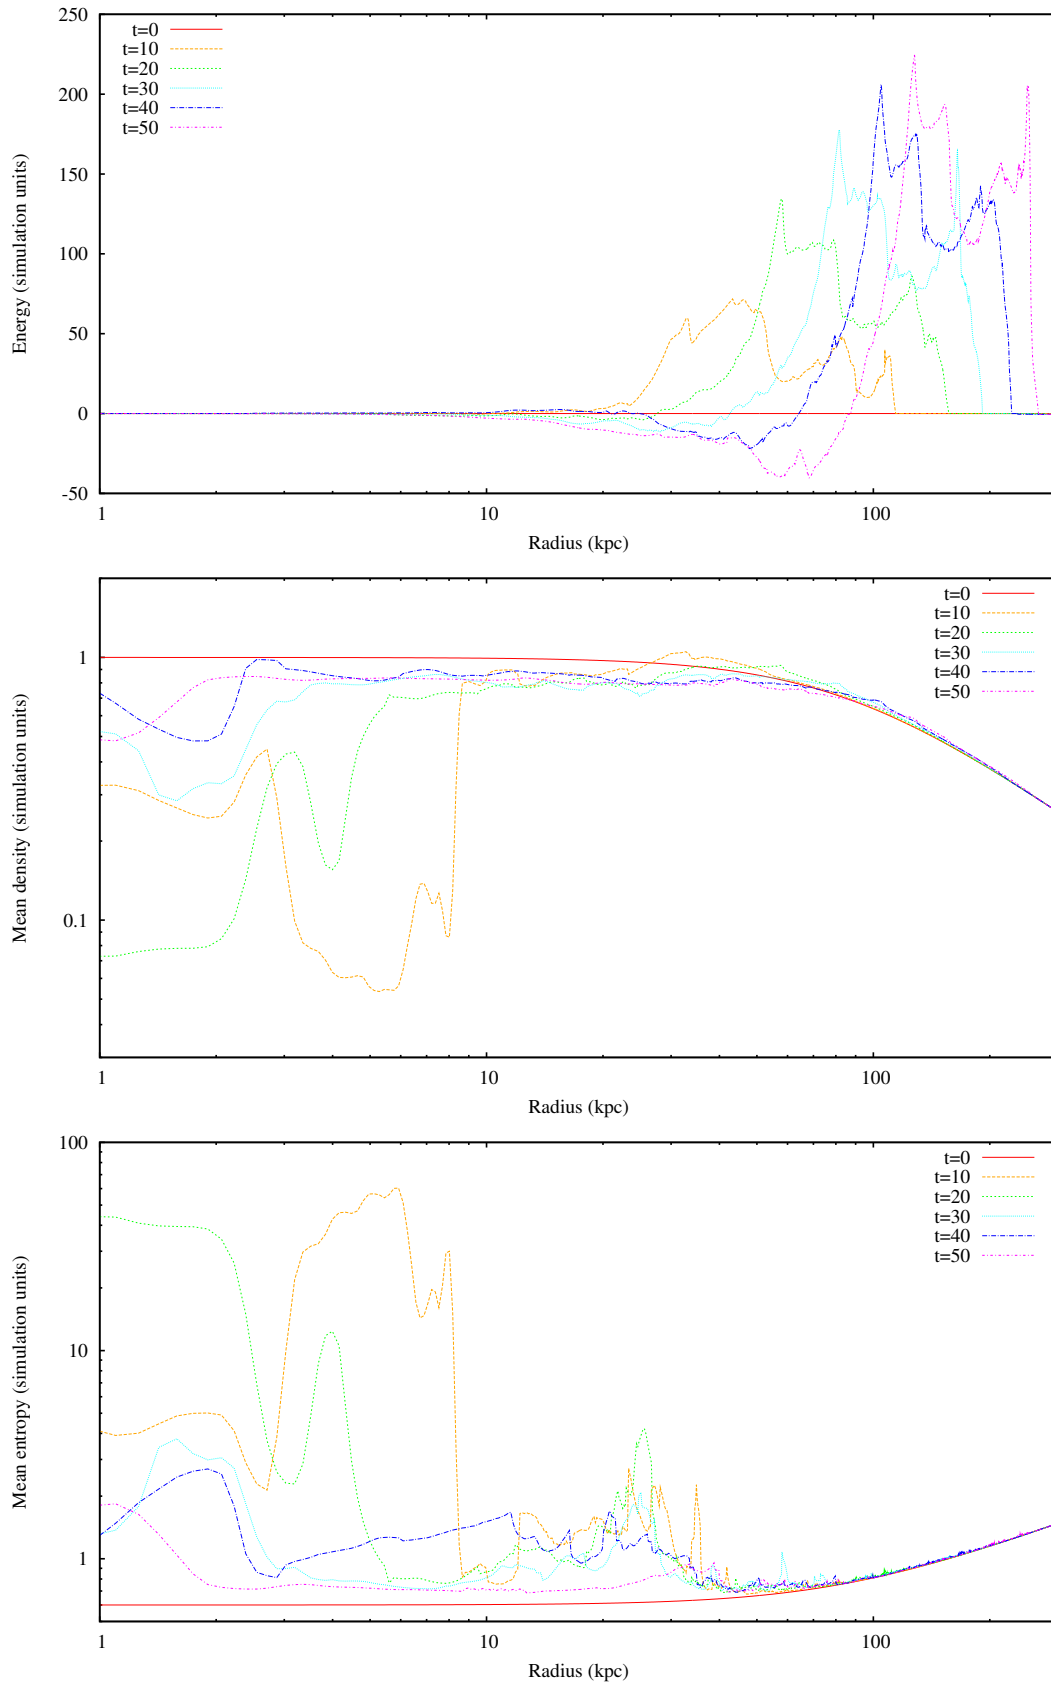 250
200
150
100
50
0
-50
Energy (simulation units)
t=0
t=10
t=20
t=30
t=40
t=50
1
10
100
Radius (kpc)
1
0.1
Mean density (simulation units)
t=0
t=10
t=20
t=30
t=40
t=50
1
10
100
Radius (kpc)
100
10
1
Mean entropy (simulation units)
t=0
t=10
t=20
t=30
t=40
t=50
1
10
100
Radius (kpc)